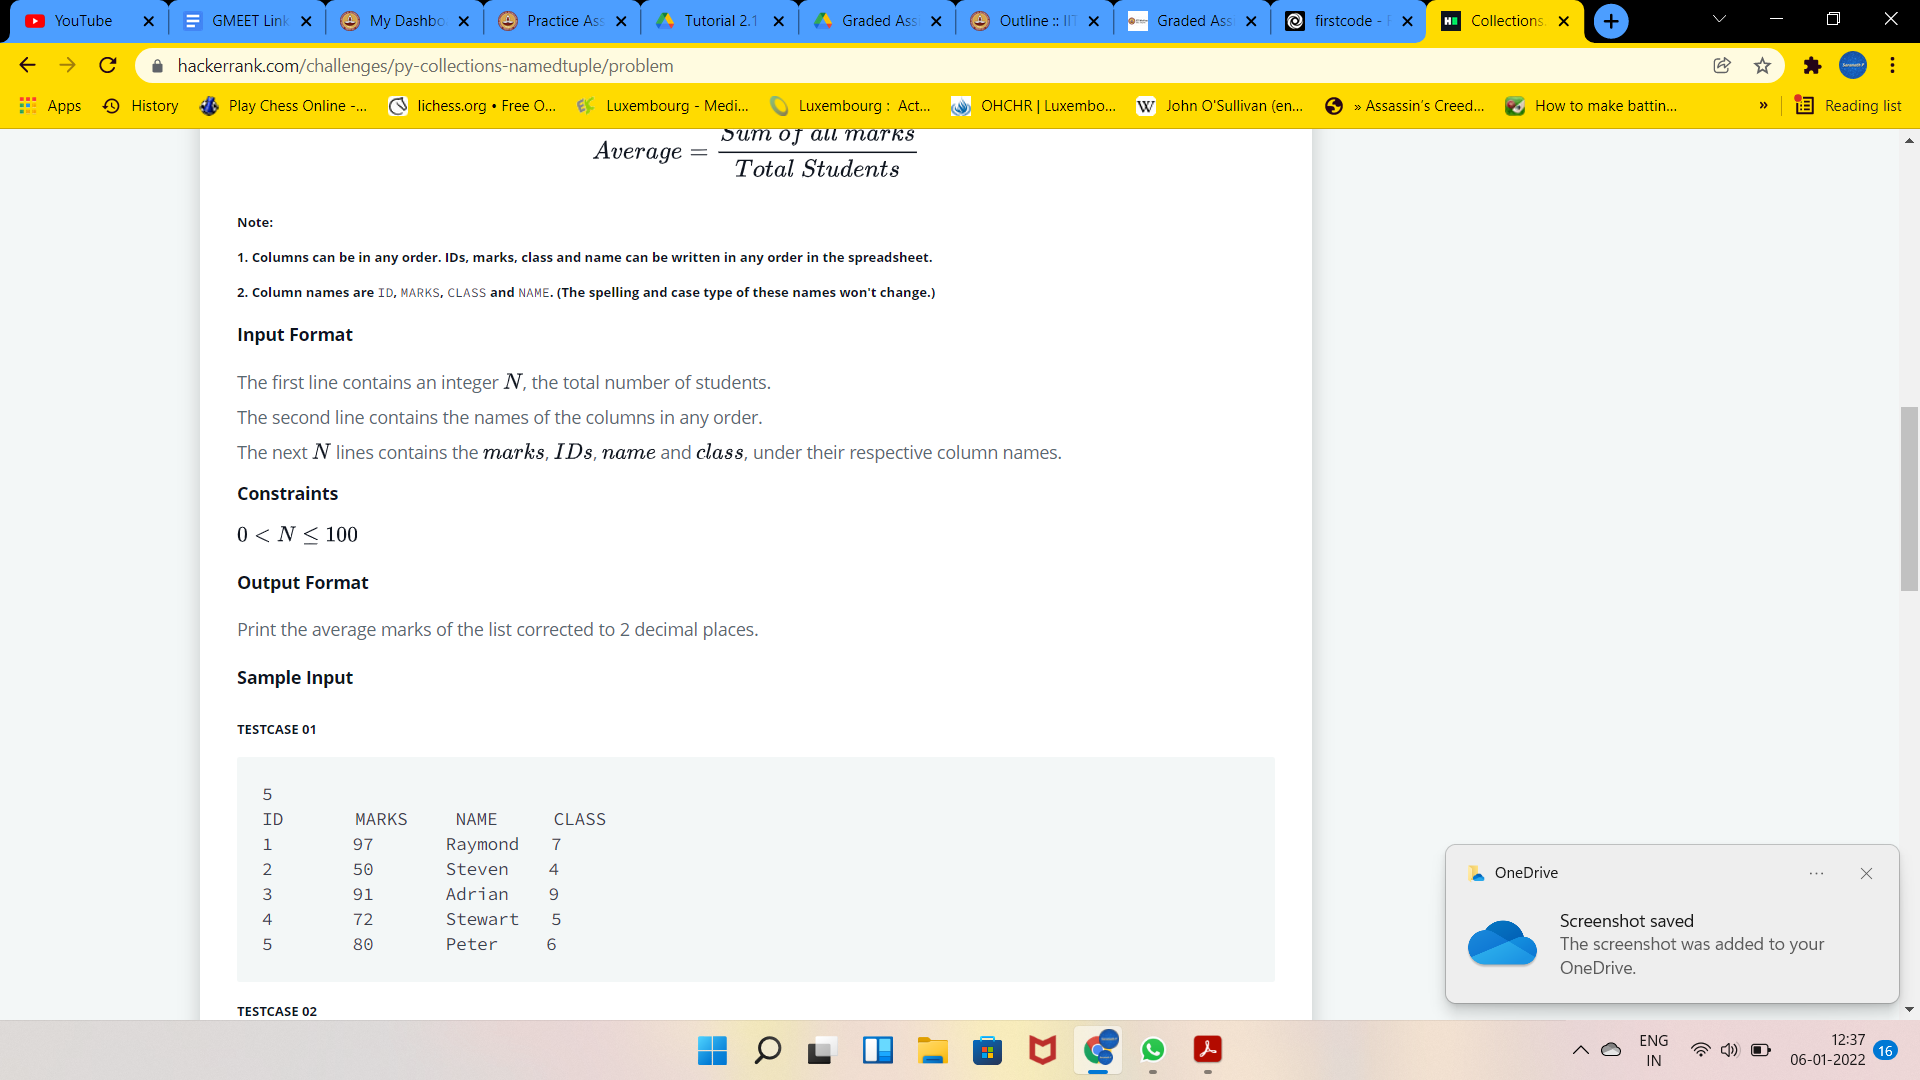 YouTube
GMEET Link
My Dashbo
Practice Ass
Tutorial 2.1
Graded Ass
Outline :: IIT
Graded Ass
firstcode -
Collections.
hackerrank.com/challenges/py-collections-namedtuple/problem
Apps
History
Play Chess Online -...
lichess.org • Free O...
Luxembourg - Medi...
Luxembourg : Act...
OHCHR | Luxembo...
W John O'Sullivan (en...
» Assassin's Creed...
How to make battin...
»
Reading list
Average = Sum of all marks
Total Students
Note:
1. Columns can be in any order. IDs, marks, class and name can be written in any order in the spreadsheet.
2. Column names are ID, MARKS, CLASS and NAME. (The spelling and case type of these names won't change.)
Input Format
The first line contains an integer N, the total number of students.
The second line contains the names of the columns in any order.
The next N lines contains the marks, IDs, name and class, under their respective column names.
Constraints
0 < N ≤ 100
Output Format
Print the average marks of the list corrected to 2 decimal places.
Sample Input
TESTCASE 01
5
ID MARKS NAME CLASS
1 97 Raymond 7
2 50 Steven 4
3 91 Adrian 9
4 72 Stewart 5
5 80 Peter 6
TESTCASE 02
OneDrive
Screenshot saved
The screenshot was added to your
OneDrive.
ENG
IN
12:37
06-01-2022
16